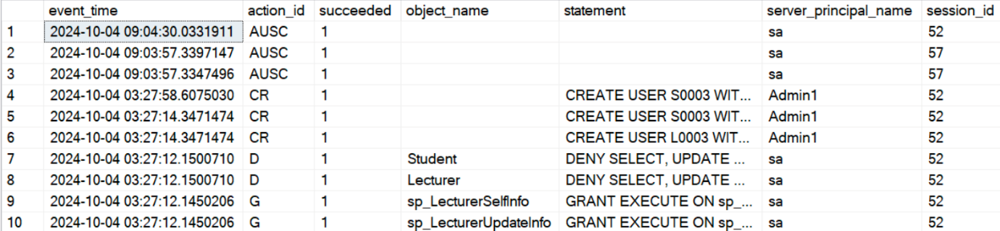 event_time action_id succeeded object_name statement server_principal_name session_id
1 2024-10-04 09:04:30.0331911 AUSC 1 sa 52
2 2024-10-04 09:03:57.3397147 AUSC 1 sa 57
3 2024-10-04 09:03:57.3347496 AUSC 1 sa 57
4 2024-10-04 03:27:58.6075030 CR 1 CREATE USER S0003 WIT... Admin1 52
5 2024-10-04 03:27:14.3471474 CR 1 CREATE USER S0003 WIT... Admin1 52
6 2024-10-04 03:27:14.3471474 CR 1 CREATE USER L0003 WIT... Admin1 52
7 2024-10-04 03:27:12.1500710 D 1 Student DENY SELECT, UPDATE ... sa 52
8 2024-10-04 03:27:12.1500710 D 1 Lecturer DENY SELECT, UPDATE ... sa 52
9 2024-10-04 03:27:12.1450206 G 1 sp_LecturerSelfInfo GRANT EXECUTE ON sp_... sa 52
10 2024-10-04 03:27:12.1450206 G 1 sp_LecturerUpdateInfo GRANT EXECUTE ON sp_... sa 52